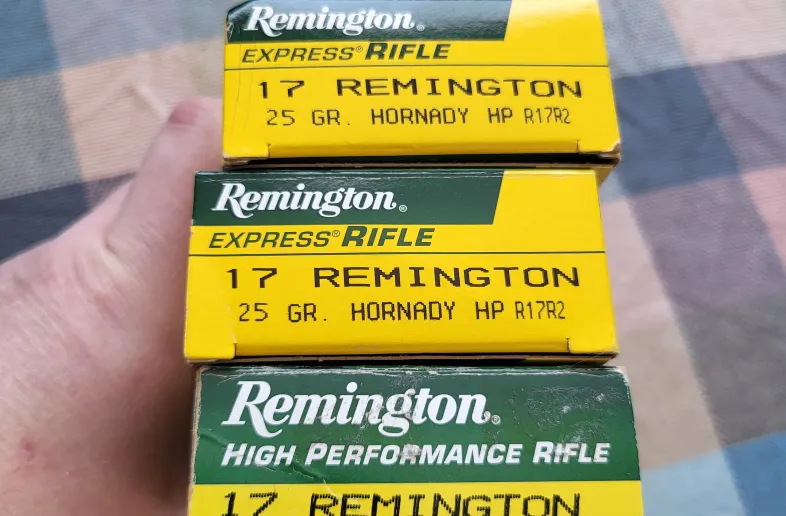 Remington®
EXPRESS® RIFLE
17 REMINGTON
25 GR. HORNADY HP R17R2
Remington®
EXPRESS® RIFLE
17 REMINGTON
25 GR. HORNADY HP R17R2
Remington®
HIGH PERFORMANCE RIFLE
17 REMINGTON